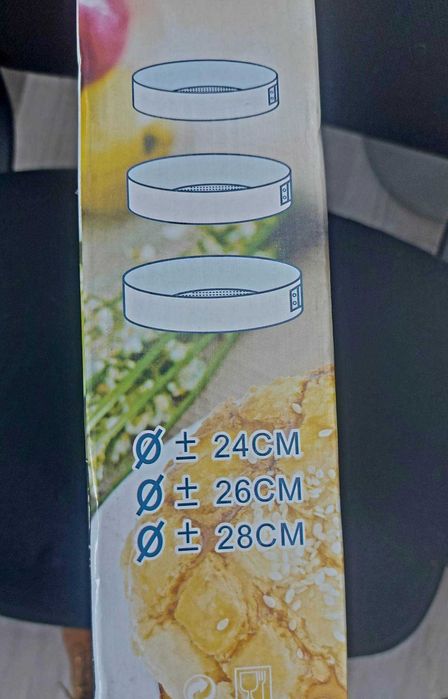 Ø ± 24CM
Ø ± 26CM
Ø ± 28CM